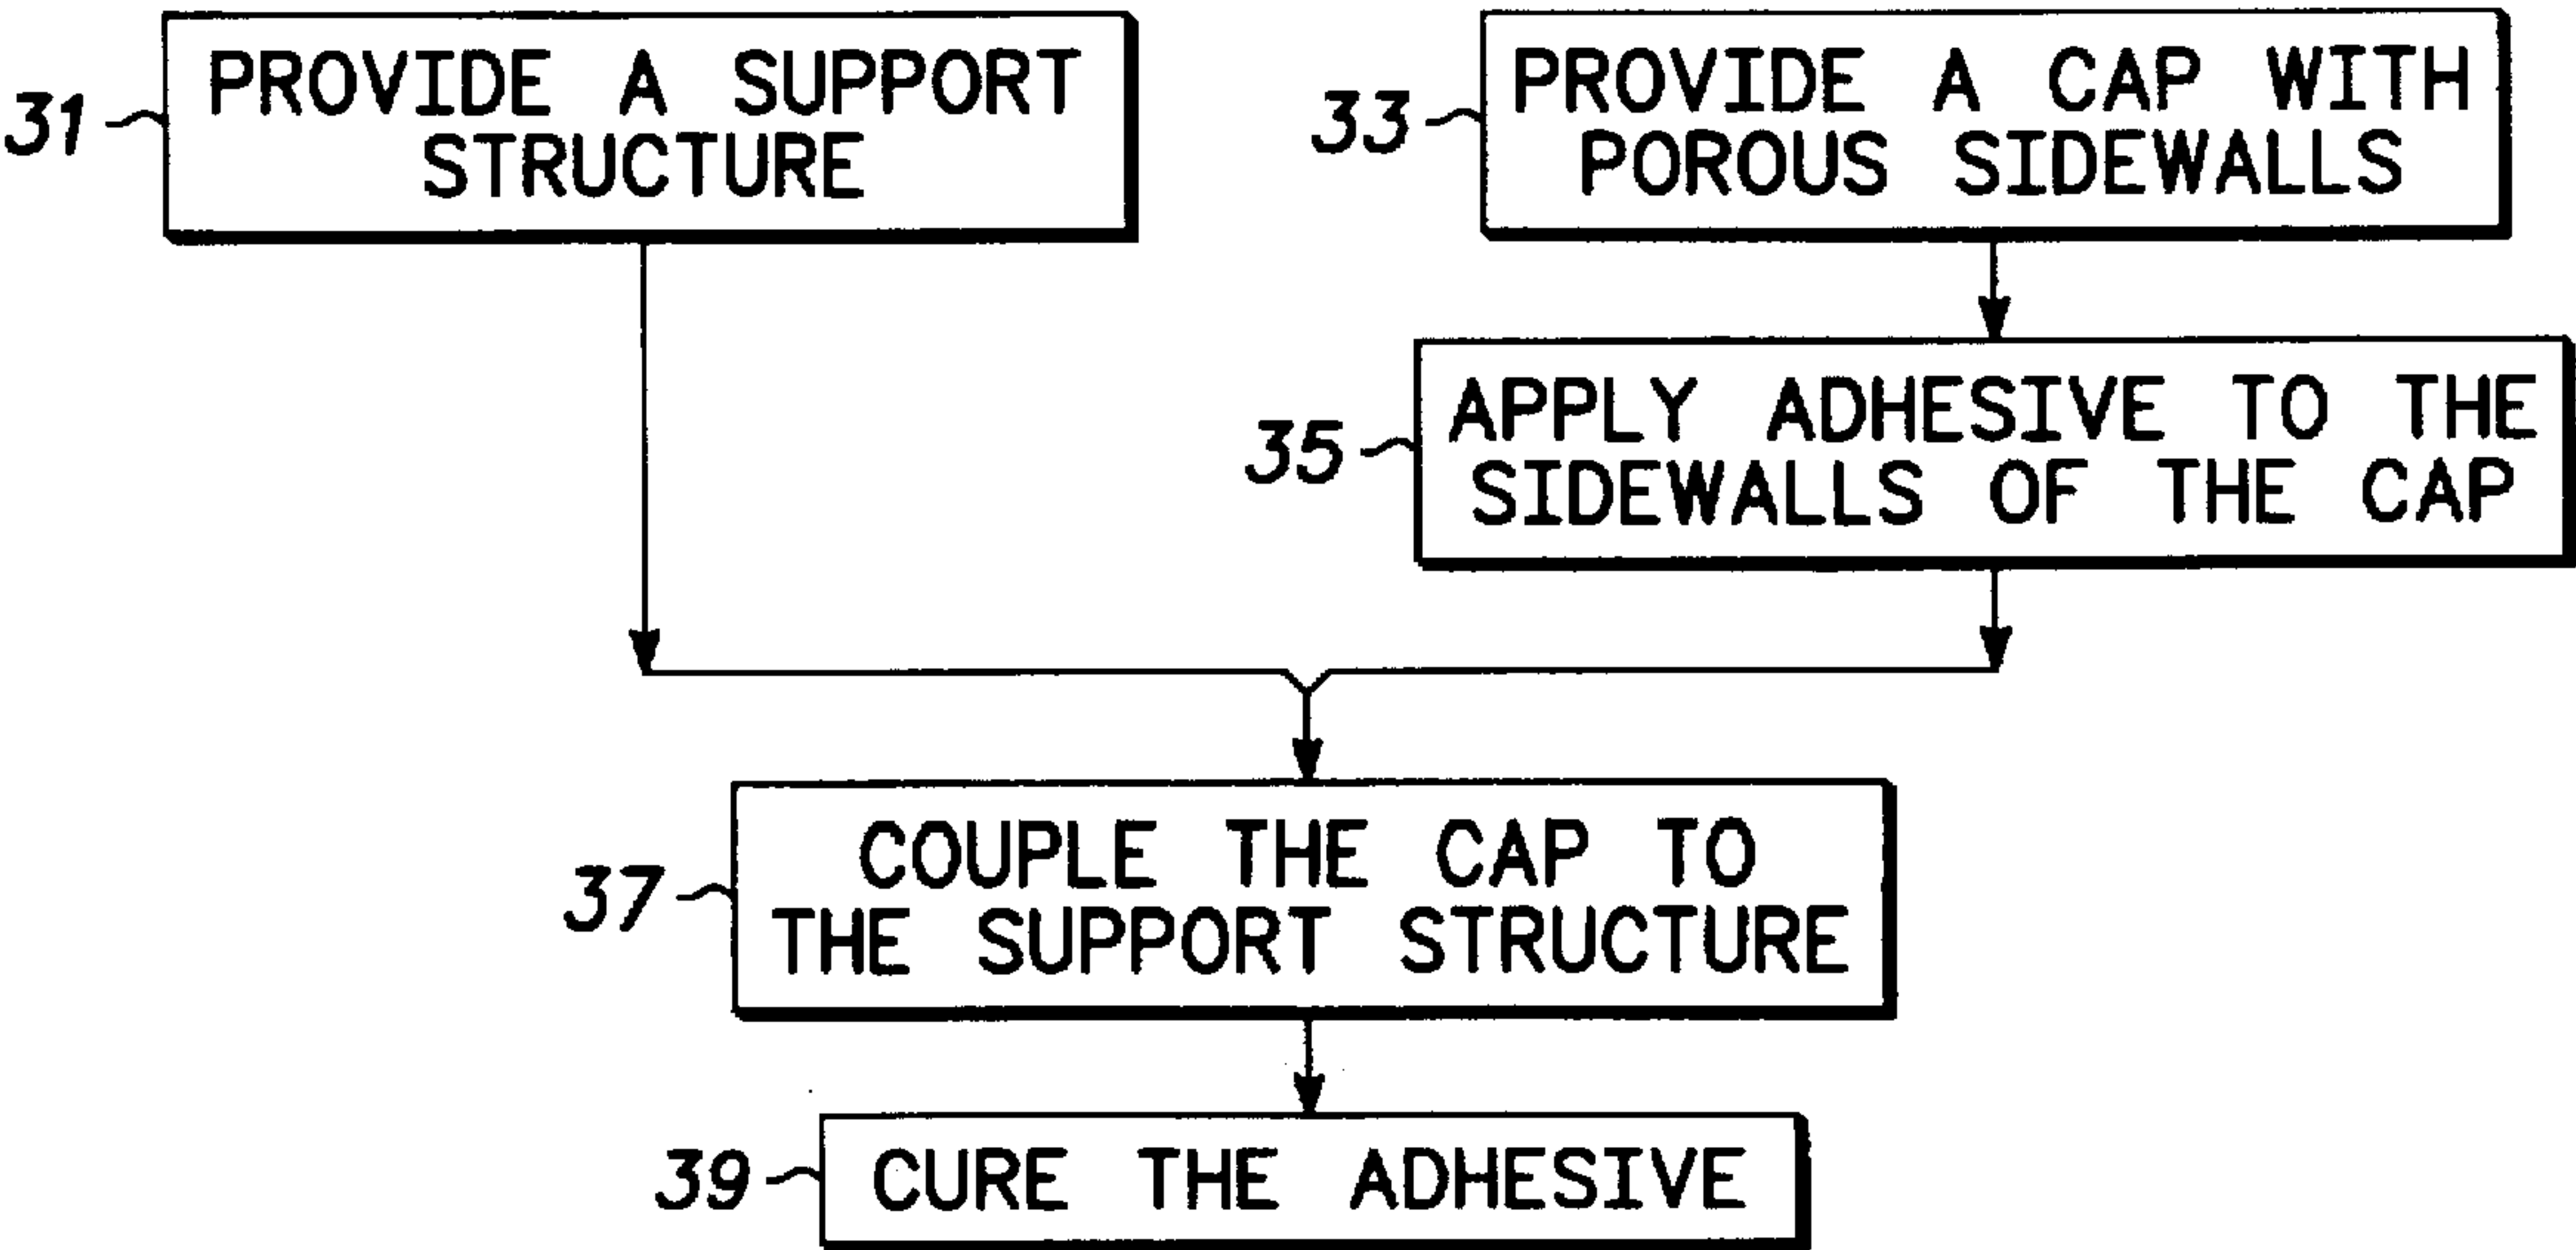 31
PROVIDE A SUPPORT
STRUCTURE
33
PROVIDE A CAP WITH
POROUS SIDEWALLS
35
APPLY ADHESIVE TO THE
SIDEWALLS OF THE CAP
37
COUPLE THE CAP TO
THE SUPPORT STRUCTURE
39
CURE THE ADHESIVE